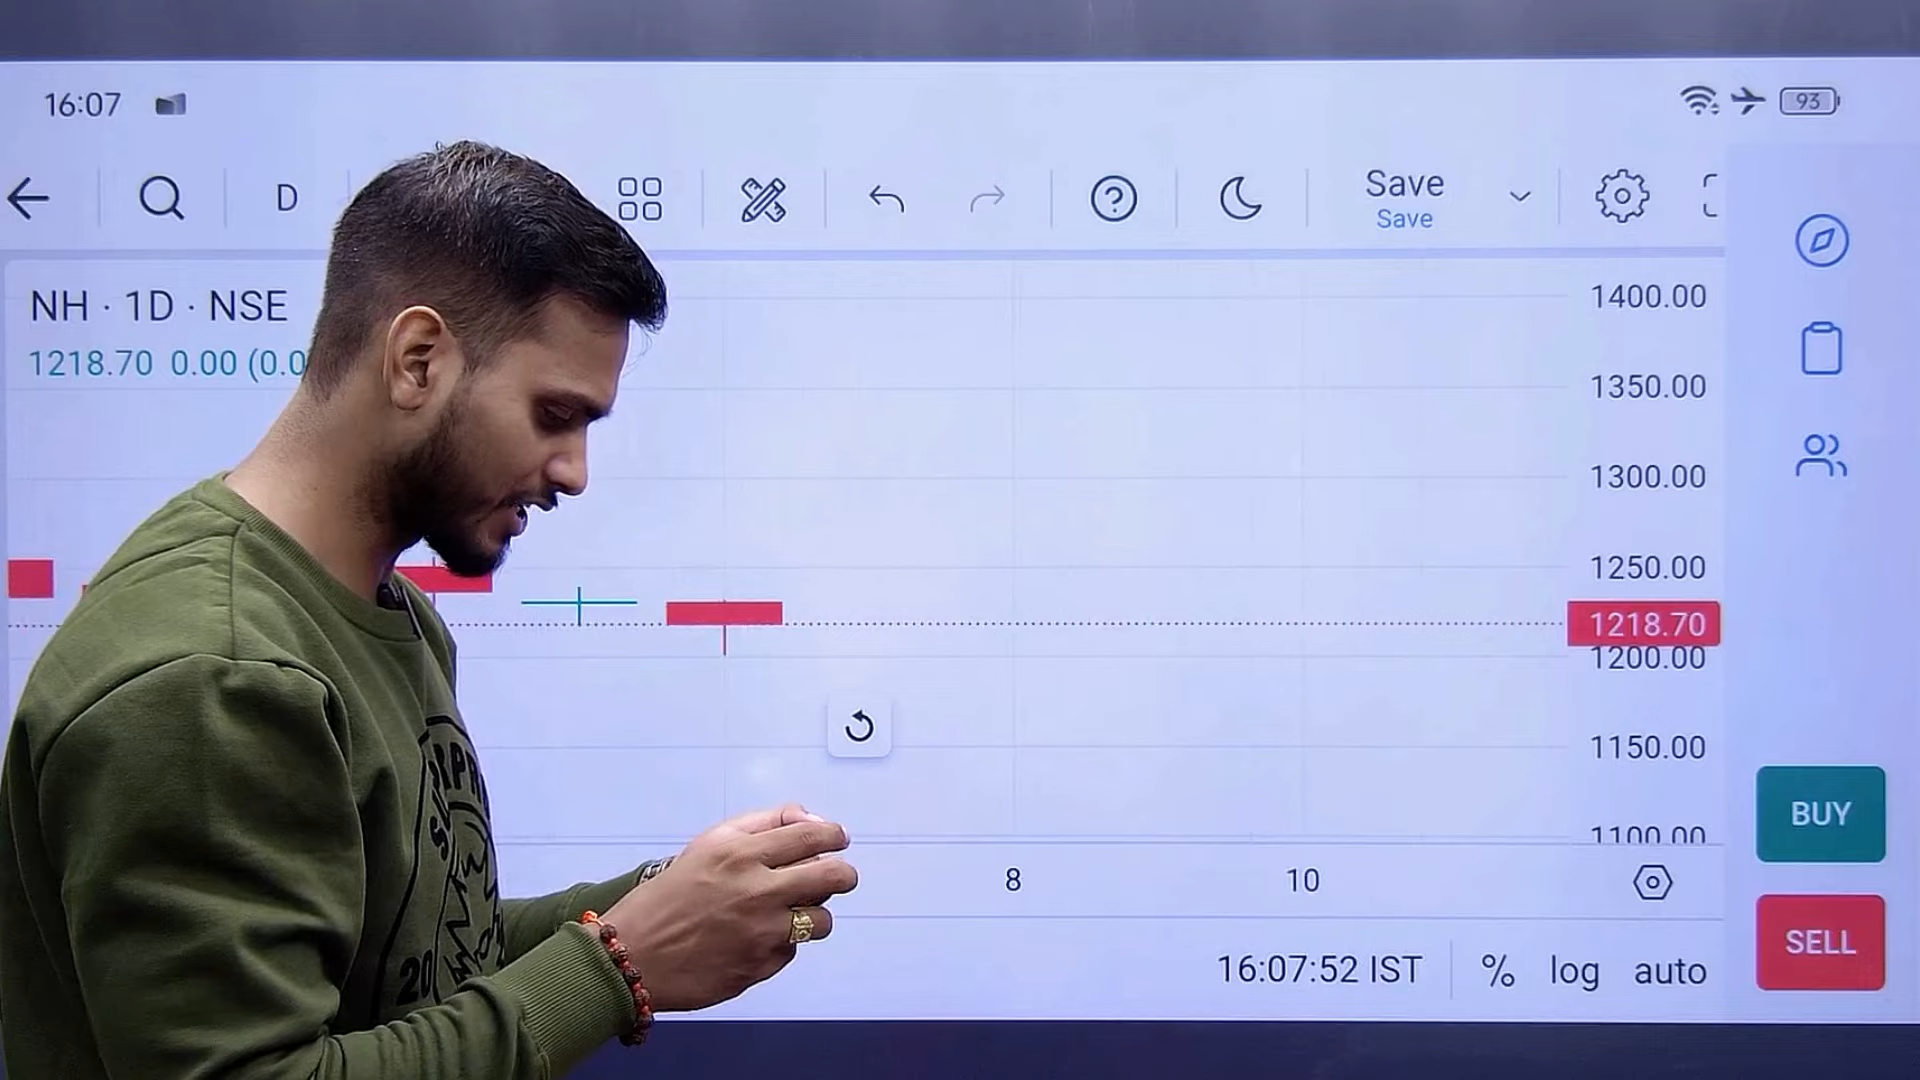 16:07
93
D
Save
Save
NH · 1D · NSE
1218.70 0.00 (0.0
1400.00
1350.00
1300.00
1250.00
1218.70
1200.00
1150.00
1100.00
BUY
8 10
SELL
16:07:52 IST % log auto
20